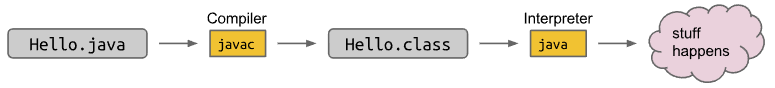 Compiler
Interpreter
Hello.java
javac
Hello.class
java
stuff
happens